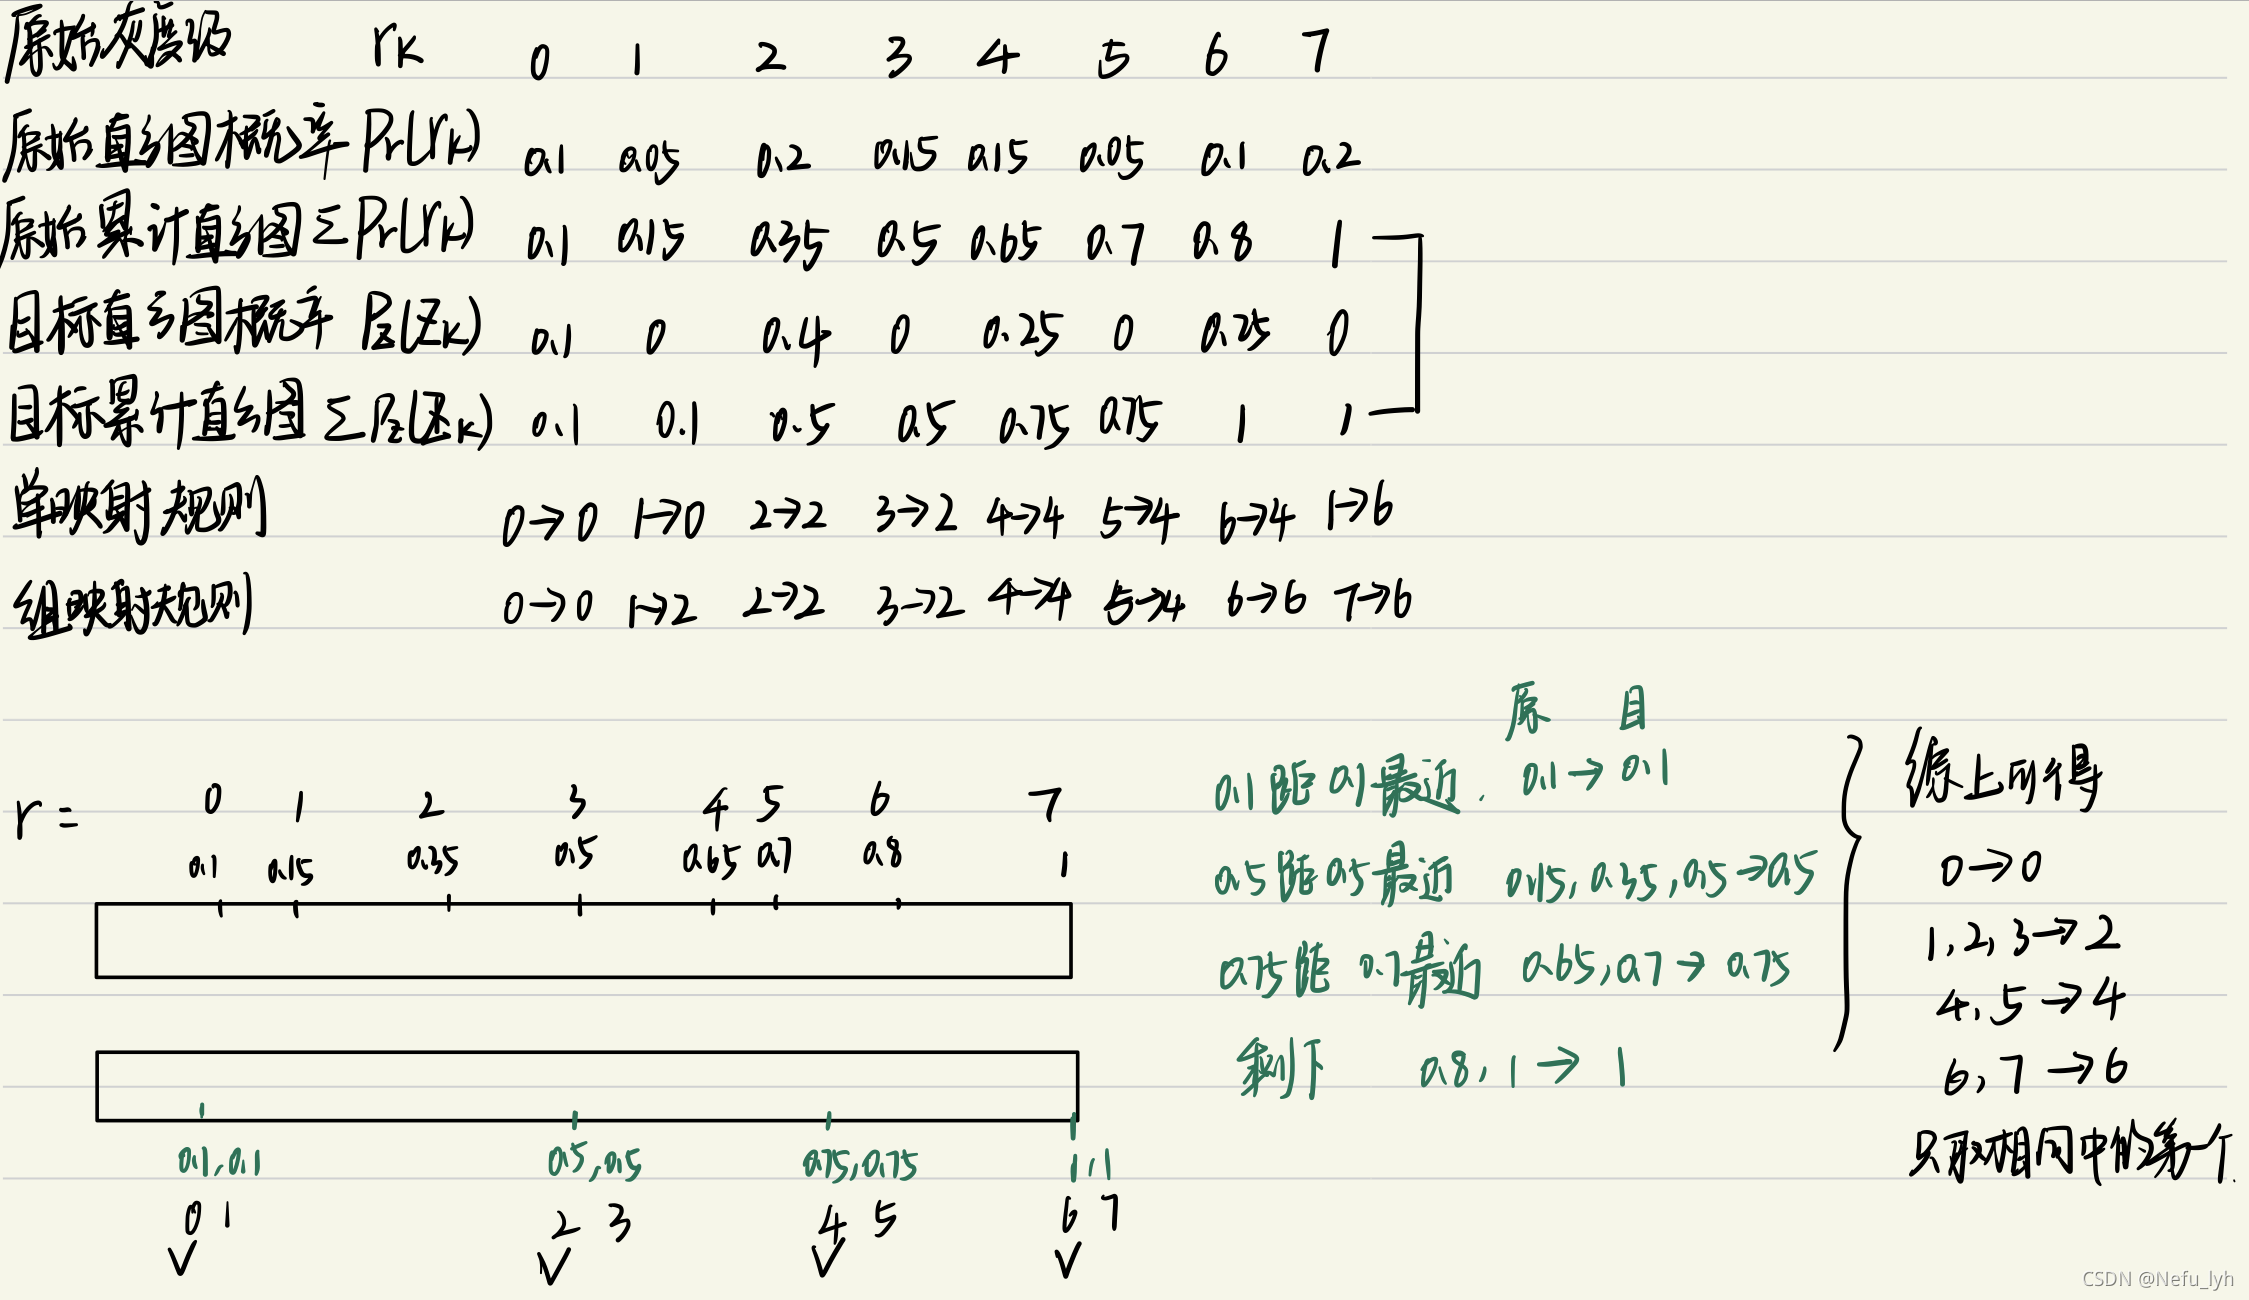 原始灰度级 rk 0 1 2 3 4 5 6 7
原始直方图概率 Pr(rk) 0.1 0.05 0.2 0.15 0.15 0.05 0.1 0.2
原始累计直方图 ΣPr(rk) 0.1 0.15 0.35 0.5 0.65 0.7 0.8 1
目标直方图概率 Pz(Zk) 0.1 0 0.4 0 0.25 0 0.25 0
目标累计直方图 ΣPz(Zk) 0.1 0.1 0.5 0.5 0.75 0.75 1 1
单映射规则 0→0 1→0 2→2 3→2 4→4 5→4 6→4 1→6
组映射规则 0→0 1→2 2→2 3→2 4→4 5→4 6→6 7→6
r = 0 1 2 3 4 5 6 7
0.1 0.15 0.35 0.5 0.65 0.7 0.8 1
0.1,0.1 0.5,0.5 0.75,0.75 1,1
0 1 2 3 4 5 6 7
原 目
0.1距0.1最近. 0.1→0.1
0.5距0.5最近 0.15,0.35,0.5→0.5
0.75距 0.7最近 0.65,0.7→0.75
剩下 0.8,1→1
综上所得
0→0
1,2,3→2
4,5→4
6,7→6
只取相同中的第一个.
CSDN @Nefu_lyh